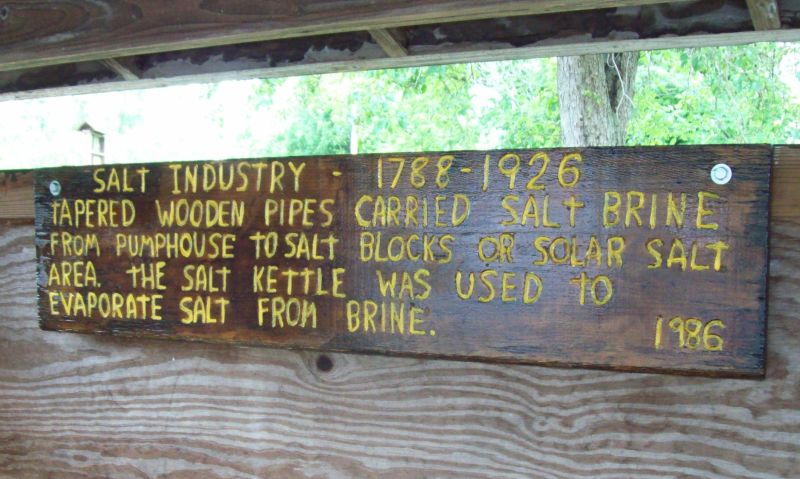 SALT INDUSTRY - 1788-1926
TAPERED WOODEN PIPES CARRIED SALT BRINE
FROM PUMPHOUSE TO SALT BLOCKS OR SOLAR SALT
AREA. THE SALT KETTLE WAS USED TO
EVAPORATE SALT FROM BRINE.
1986